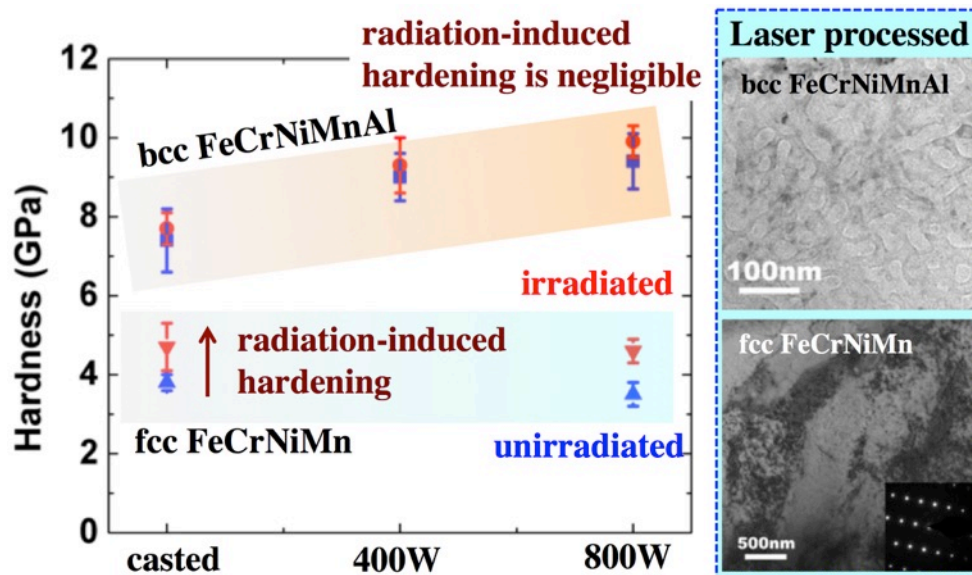 radiation-induced
hardening is negligible
12
10
8
6
4
2
0
Hardness (GPa)
bcc FeCrNiMnAl
irradiated
radiation-induced
hardening
fcc FeCrNiMn
unirradiated
casted
400W
800W
Laser processed
bcc FeCrNiMnAl
100nm
fcc FeCrNiMn
500nm